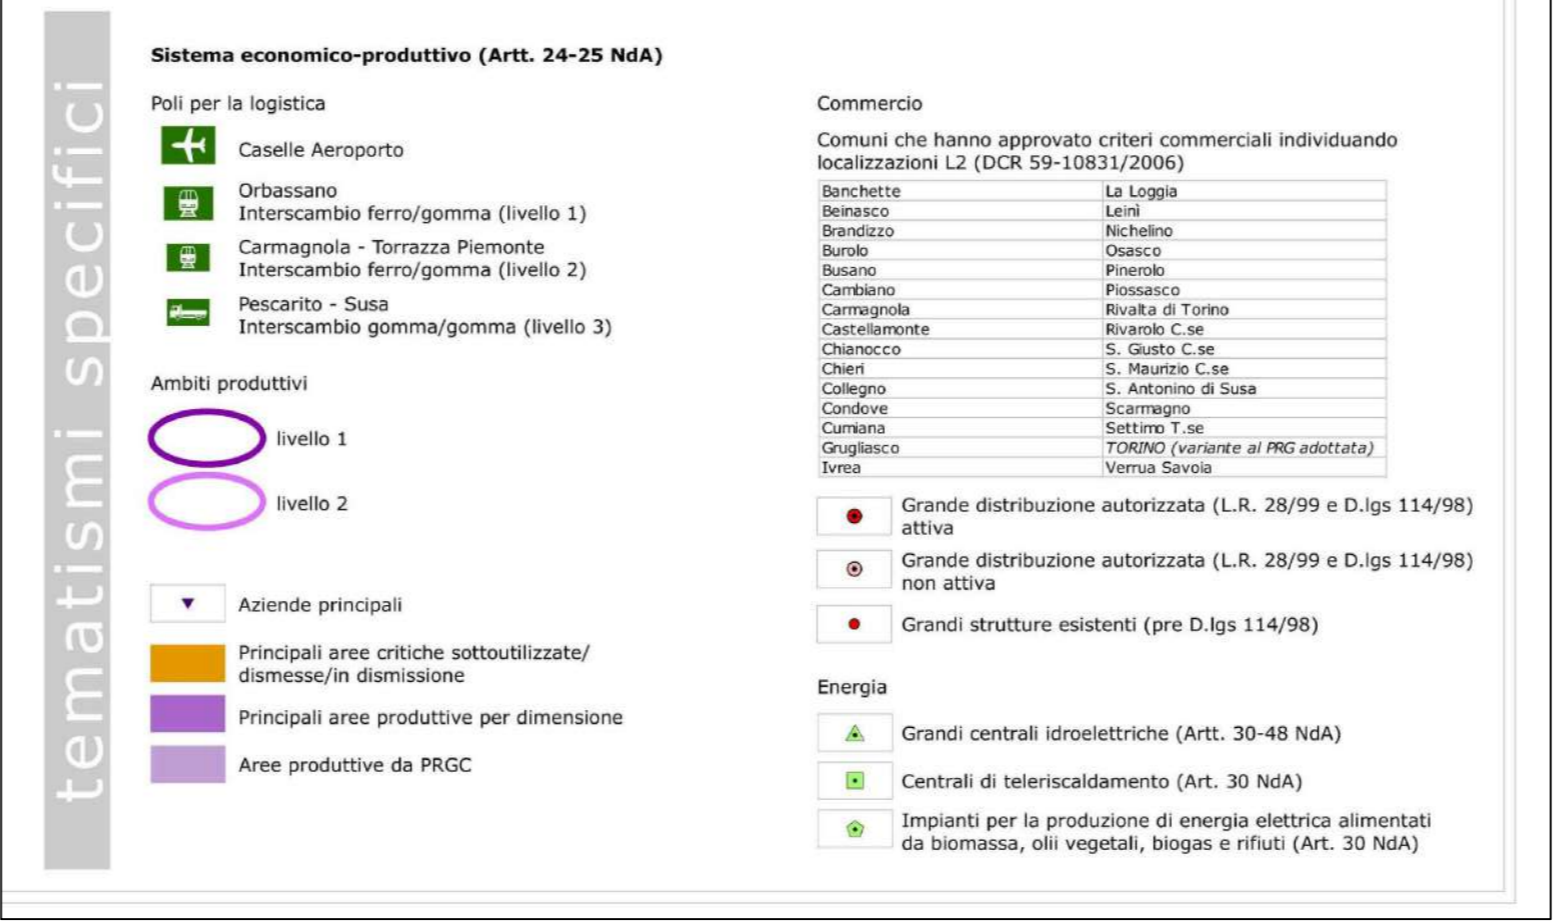 tematismi specifici
Sistema economico-produttivo (Artt. 24-25 NdA)
Poli per la logistica
Caselle Aeroporto
Orbassano
Interscambio ferro/gomma (livello 1)
Carmagnola - Torrazza Piemonte
Interscambio ferro/gomma (livello 2)
Pescarito - Susa
Interscambio gomma/gomma (livello 3)
Ambiti produttivi
livello 1
livello 2
Aziende principali
Principali aree critiche sottoutilizzate/
dismesse/in dismissione
Principali aree produttive per dimensione
Aree produttive da PRGC
Commercio
Comuni che hanno approvato criteri commerciali individuando
localizzazioni L2 (DCR 59-10831/2006)
Banchette La Loggia
Beinasco Leinì
Brandizzo Nichelino
Burolo Osasco
Busano Pinerolo
Cambiano Piossasco
Carmagnola Rivalta di Torino
Castellamonte Rivarolo C.se
Chianocco S. Giusto C.se
Chieri S. Maurizio C.se
Collegno S. Antonino di Susa
Condove Scarmagno
Cumiana Settimo T.se
Grugliasco TORINO (variante al PRG adottata)
Ivrea Verrua Savoia
Grande distribuzione autorizzata (L.R. 28/99 e D.lgs 114/98)
attiva
Grande distribuzione autorizzata (L.R. 28/99 e D.lgs 114/98)
non attiva
Grandi strutture esistenti (pre D.lgs 114/98)
Energia
Grandi centrali idroelettriche (Artt. 30-48 NdA)
Centrali di teleriscaldamento (Art. 30 NdA)
Impianti per la produzione di energia elettrica alimentati
da biomassa, olii vegetali, biogas e rifiuti (Art. 30 NdA)